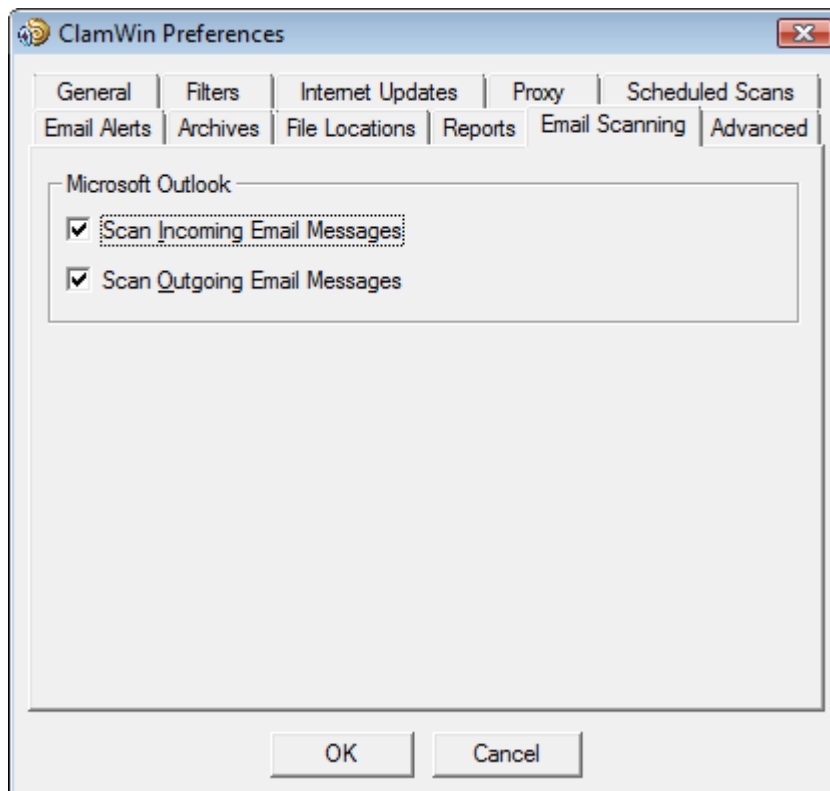 ClamWin Preferences
General Filters Internet Updates Proxy Scheduled Scans
Email Alerts Archives File Locations Reports Email Scanning Advanced
Microsoft Outlook
Scan Incoming Email Messages
Scan Outgoing Email Messages
OK Cancel